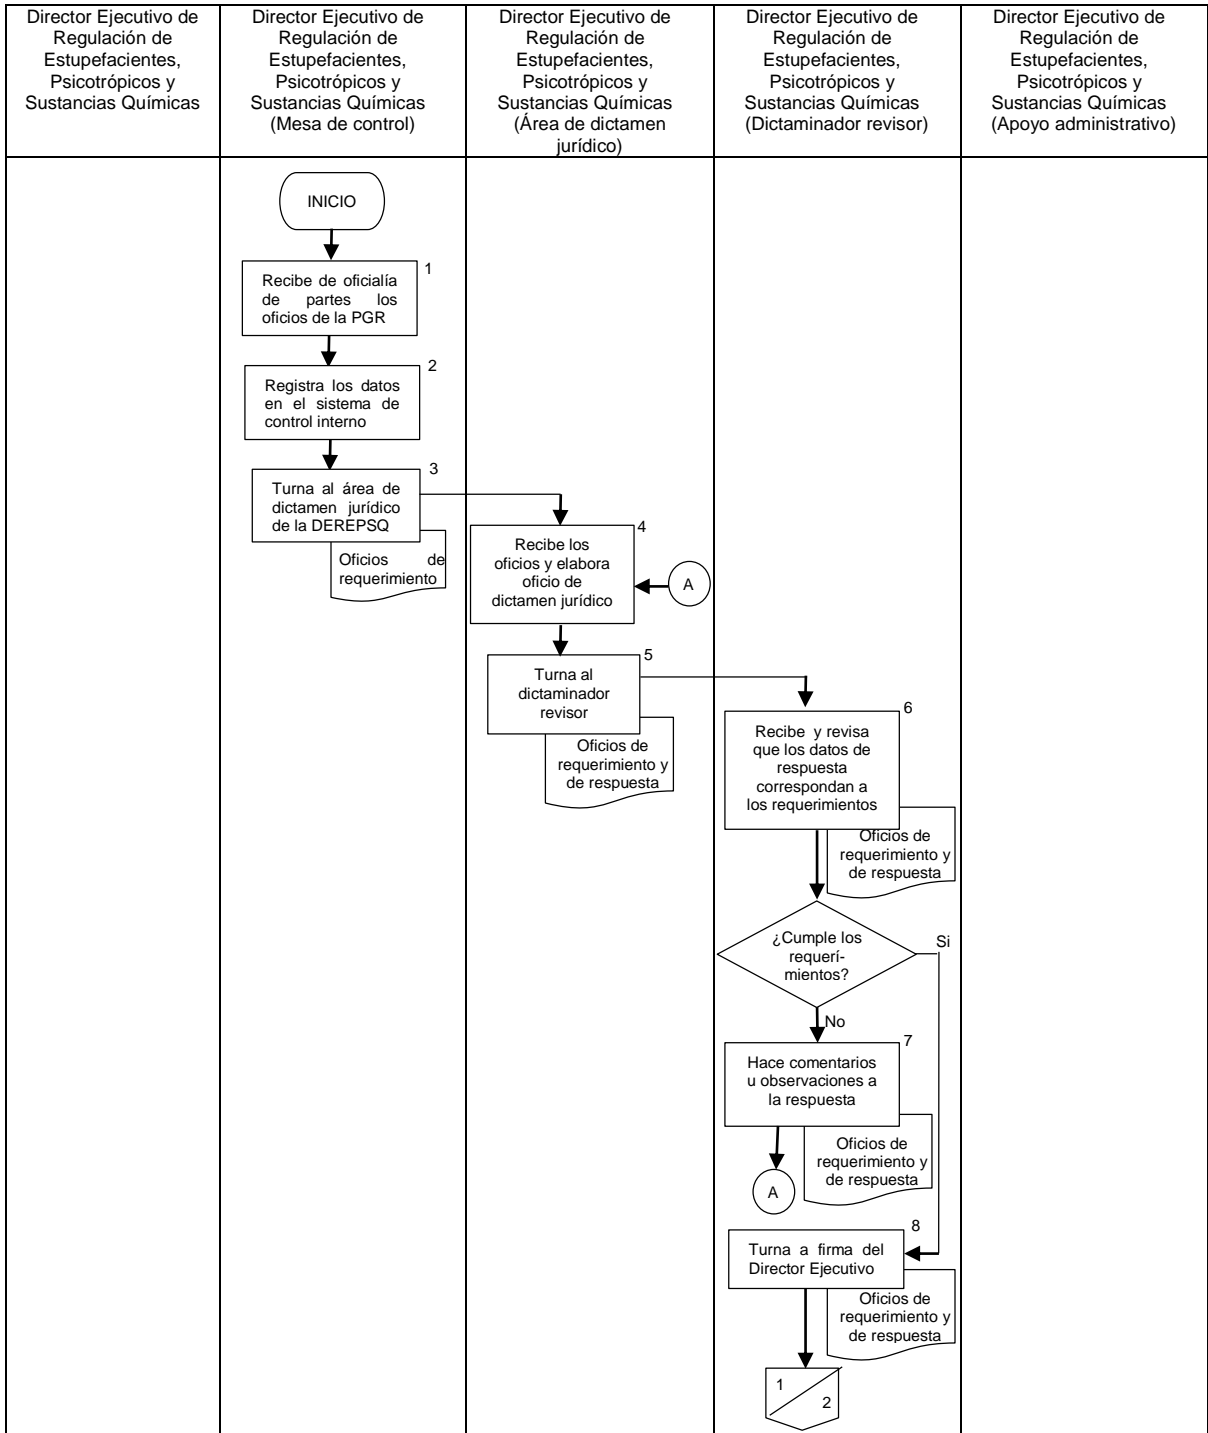 Director Ejecutivo de
Regulación de
Estupefacientes,
Psicotrópicos y
Sustancias Químicas
Director Ejecutivo de
Regulación de
Estupefacientes,
Psicotrópicos y
Sustancias Químicas
(Mesa de control)
Director Ejecutivo de
Regulación de
Estupefacientes,
Psicotrópicos y
Sustancias Químicas
(Área de dictamen
jurídico)
Director Ejecutivo de
Regulación de
Estupefacientes,
Psicotrópicos y
Sustancias Químicas
(Dictaminador revisor)
Director Ejecutivo de
Regulación de
Estupefacientes,
Psicotrópicos y
Sustancias Químicas
(Apoyo administrativo)
INICIO
1
Recibe de oficialía
de partes los
oficios de la PGR
2
Registra los datos
en el sistema de
control interno
3
Turna al área de
dictamen jurídico
de la DEREPSQ
Oficios de
requerimiento
4
Recibe los
oficios y elabora
oficio de
dictamen jurídico
A
5
Turna al
dictaminador
revisor
Oficios de
requerimiento y
de respuesta
6
Recibe y revisa
que los datos de
respuesta
correspondan a
los requerimientos
Oficios de
requerimiento y
de respuesta
¿Cumple los
requerí-
mientos?
Si
No
7
Hace comentarios
u observaciones a
la respuesta
Oficios de
requerimiento y
de respuesta
A
8
Turna a firma del
Director Ejecutivo
Oficios de
requerimiento y
de respuesta
1
2